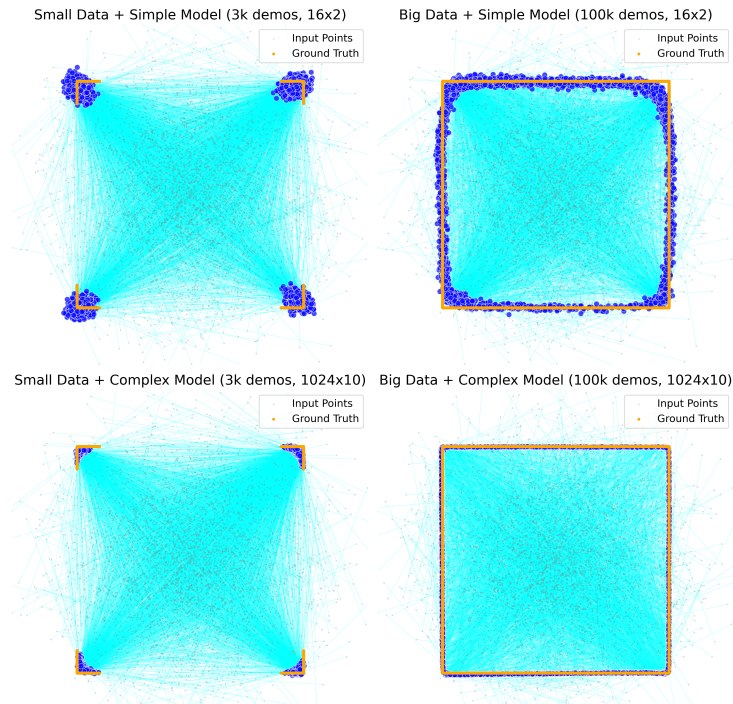 Small Data + Simple Model (3k demos, 16x2)
Input Points
Ground Truth
Big Data + Simple Model (100k demos, 16x2)
Input Points
Ground Truth
Small Data + Complex Model (3k demos, 1024x10)
Input Points
Ground Truth
Big Data + Complex Model (100k demos, 1024x10)
Input Points
Ground Truth